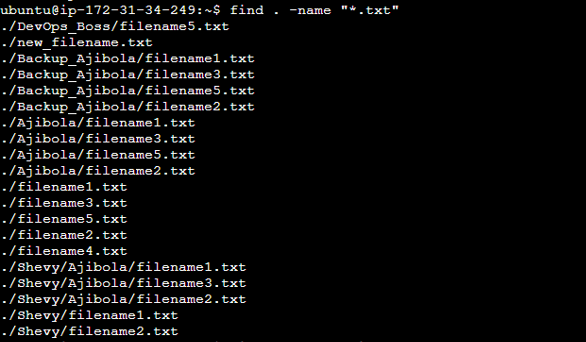 ubuntu@ip-172-31-34-249:~$ find . -name "*.txt"
./DevOps_Boss/filename5.txt
./new_filename.txt
./Backup_Ajibola/filename1.txt
./Backup_Ajibola/filename3.txt
./Backup_Ajibola/filename5.txt
./Backup_Ajibola/filename2.txt
./Ajibola/filename1.txt
./Ajibola/filename3.txt
./Ajibola/filename5.txt
./Ajibola/filename2.txt
./filename1.txt
./filename3.txt
./filename5.txt
./filename2.txt
./filename4.txt
./Shevy/Ajibola/filename1.txt
./Shevy/Ajibola/filename3.txt
./Shevy/Ajibola/filename2.txt
./Shevy/filename1.txt
./Shevy/filename2.txt